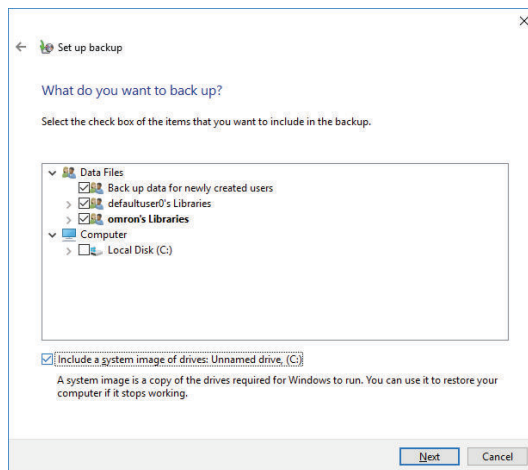 Set up backup
What do you want to back up?
Select the check box of the items that you want to include in the backup.
Data Files
Back up data for newly created users
defaultuser0's Libraries
omron's Libraries
Computer
Local Disk (C:)
Include a system image of drives: Unnamed drive, (C:)
A system image is a copy of the drives required for Windows to run. You can use it to restore your
computer if it stops working.
Next Cancel